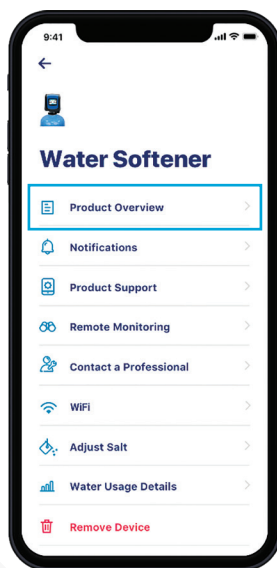 9:41
Water Softener
Product Overview
Notifications
Product Support
Remote Monitoring
Contact a Professional
WiFi
Adjust Salt
Water Usage Details
Remove Device